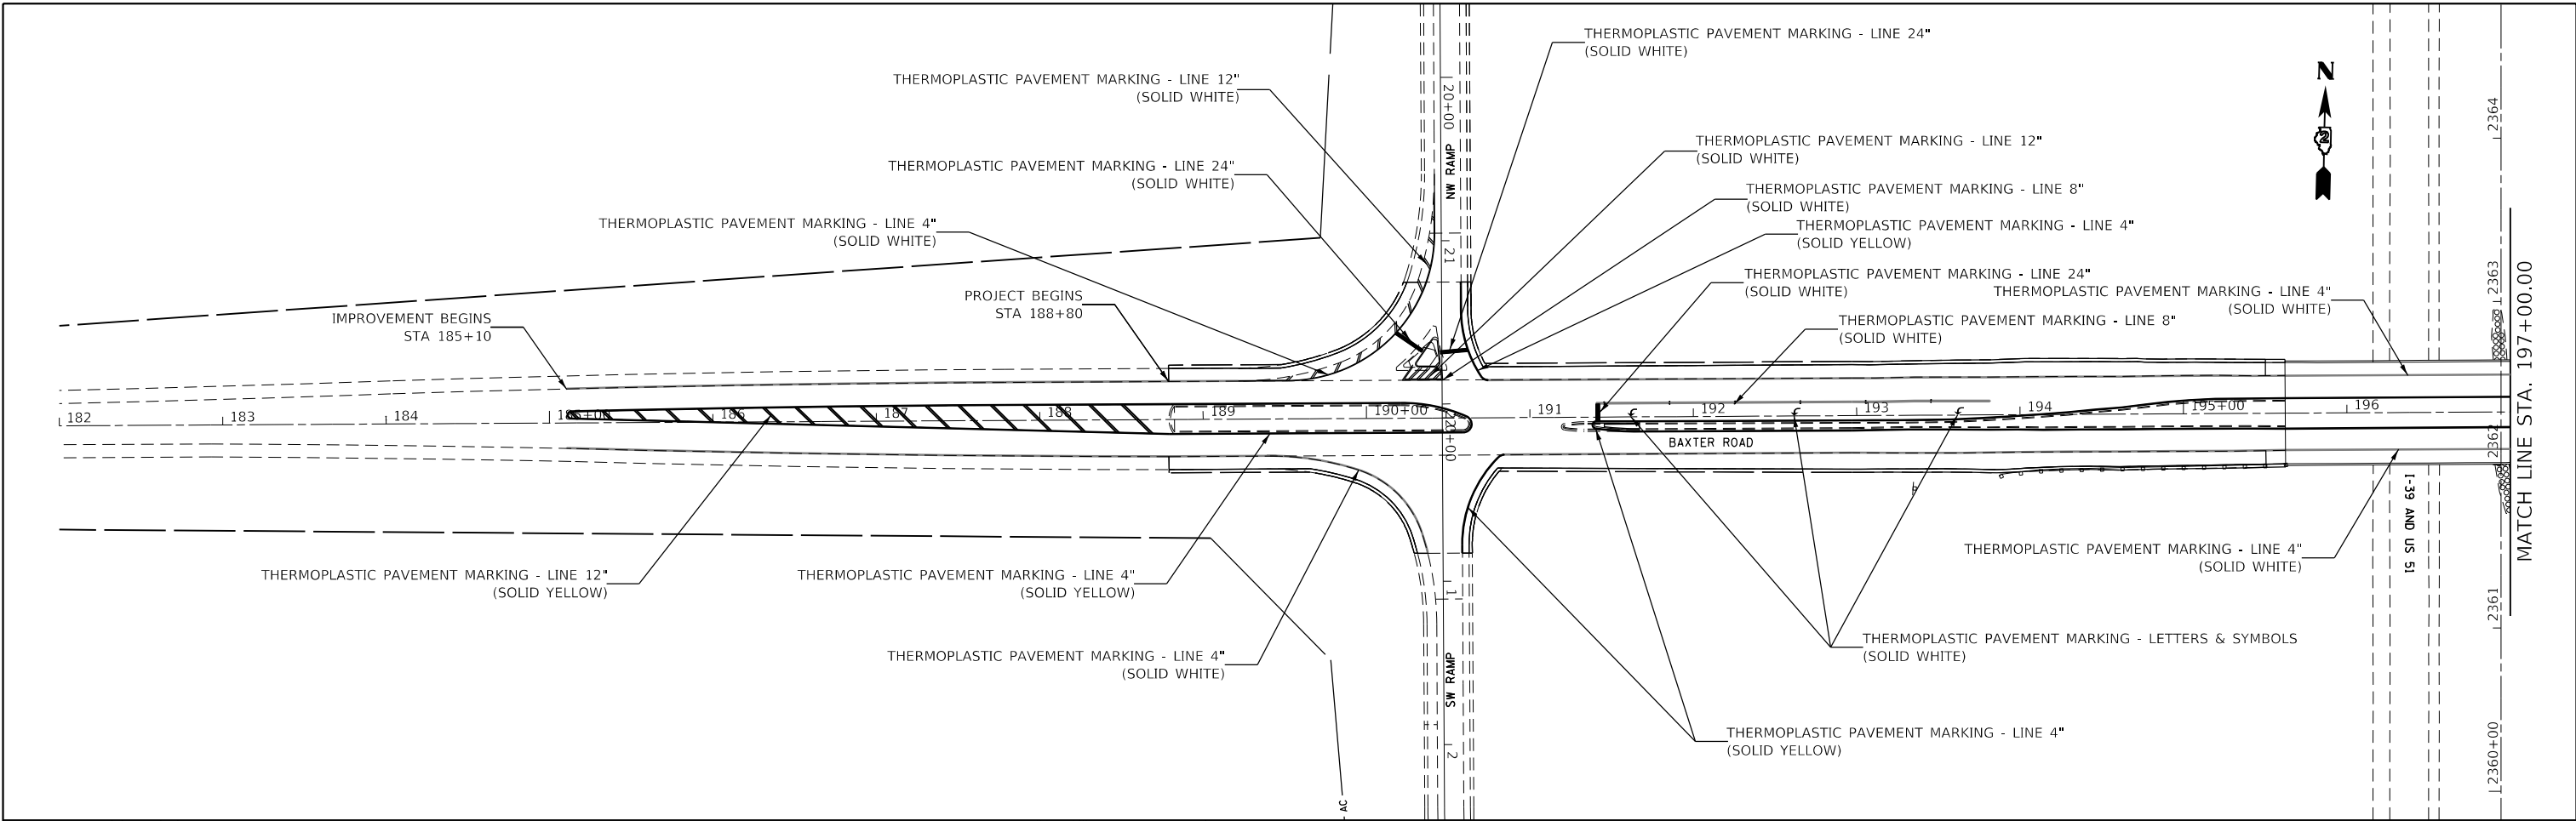 THERMOPLASTIC PAVEMENT MARKING - LINE 24"
(SOLID WHITE)
THERMOPLASTIC PAVEMENT MARKING - LINE 12"
(SOLID WHITE)
N
THERMOPLASTIC PAVEMENT MARKING - LINE 12"
(SOLID WHITE)
THERMOPLASTIC PAVEMENT MARKING - LINE 24"
(SOLID WHITE)
THERMOPLASTIC PAVEMENT MARKING - LINE 8"
(SOLID WHITE)
THERMOPLASTIC PAVEMENT MARKING - LINE 4"
(SOLID WHITE)
THERMOPLASTIC PAVEMENT MARKING - LINE 4"
(SOLID YELLOW)
THERMOPLASTIC PAVEMENT MARKING - LINE 24"
(SOLID WHITE)
THERMOPLASTIC PAVEMENT MARKING - LINE 4"
(SOLID WHITE)
PROJECT BEGINS
STA 188+80
IMPROVEMENT BEGINS
STA 185+10
THERMOPLASTIC PAVEMENT MARKING - LINE 8"
(SOLID WHITE)
20+00
NW RAMP
21
182
183
184
186
187
188
189
190+00
191
192
193
194
195+00
196
BAXTER ROAD
2364
2363
2362
2361
2360+00
MATCH LINE STA. 197+00.00
I-39 AND US 51
THERMOPLASTIC PAVEMENT MARKING - LINE 12"
(SOLID YELLOW)
THERMOPLASTIC PAVEMENT MARKING - LINE 4"
(SOLID YELLOW)
THERMOPLASTIC PAVEMENT MARKING - LINE 4"
(SOLID WHITE)
THERMOPLASTIC PAVEMENT MARKING - LINE 4"
(SOLID WHITE)
THERMOPLASTIC PAVEMENT MARKING - LETTERS & SYMBOLS
(SOLID WHITE)
THERMOPLASTIC PAVEMENT MARKING - LINE 4"
(SOLID YELLOW)
1
SW RAMP
2
AC